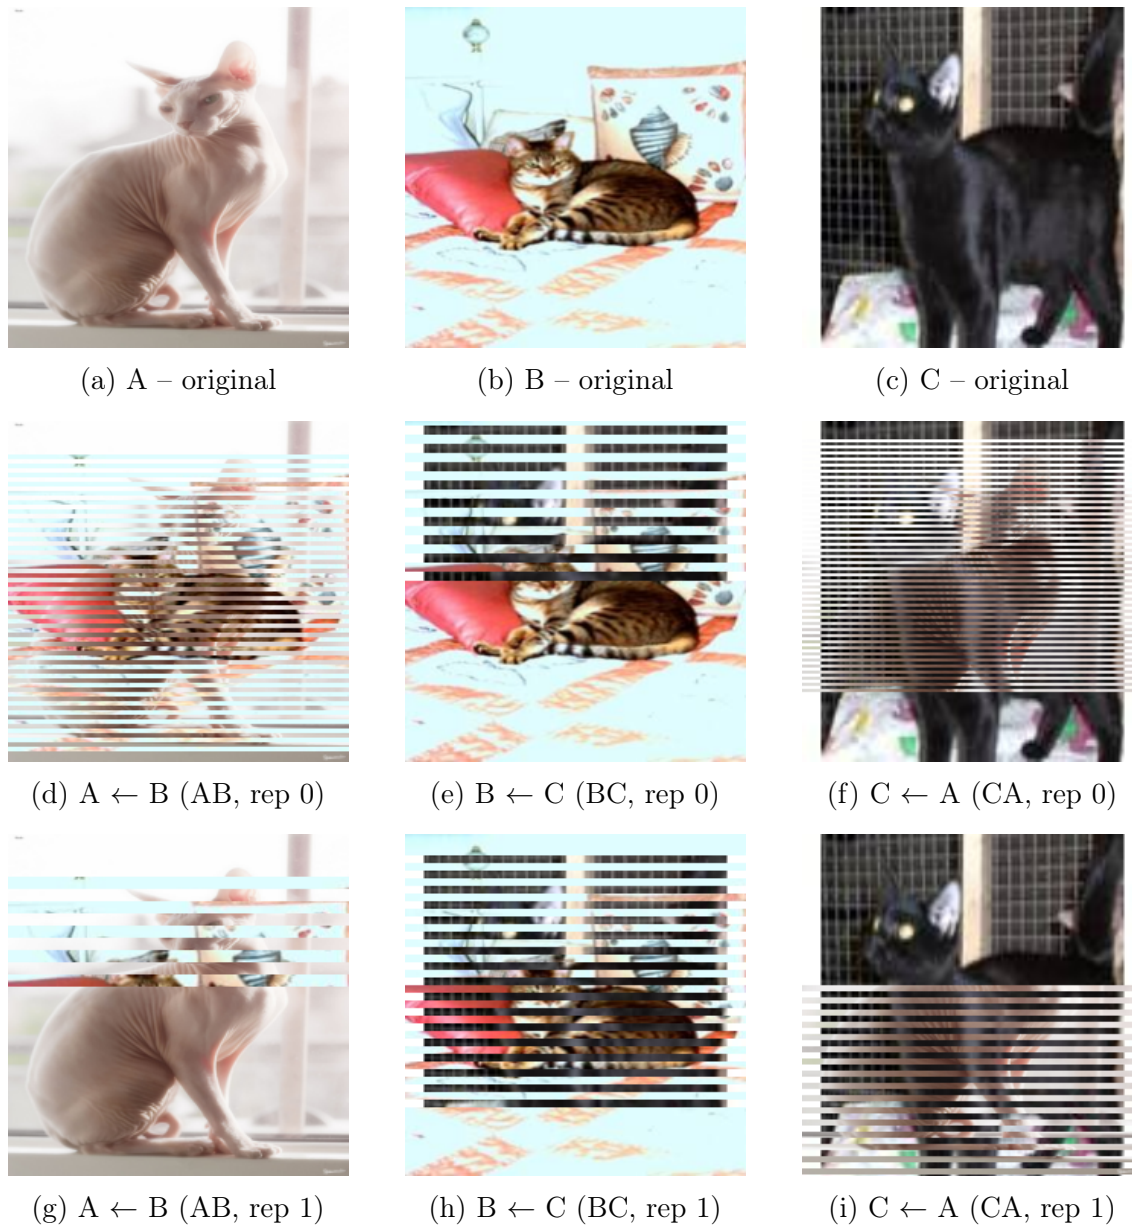 (a) A – original
(b) B – original
(c) C – original
(d) A ← B (AB, rep 0)
(e) B ← C (BC, rep 0)
(f) C ← A (CA, rep 0)
(g) A ← B (AB, rep 1)
(h) B ← C (BC, rep 1)
(i) C ← A (CA, rep 1)